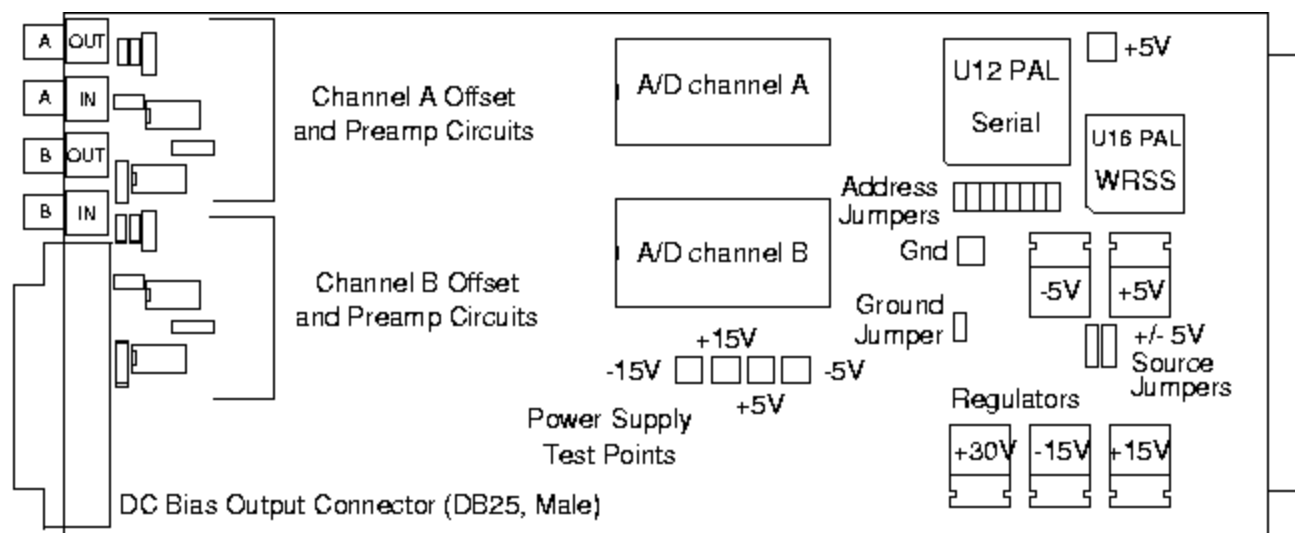 A OUT
A IN
B OUT
B IN
Channel A Offset
and Preamp Circuits
Channel B Offset
and Preamp Circuits
A/D channel A
A/D channel B
U12 PAL
Serial
+5V
U16 PAL
WRSS
Address
Jumpers
Gnd
-5V
+5V
Ground
Jumper
+/- 5V
Source
Jumpers
+15V
-15V
-5V
+5V
Power Supply
Test Points
Regulators
+30V
-15V
+15V
DC Bias Output Connector (DB25, Male)